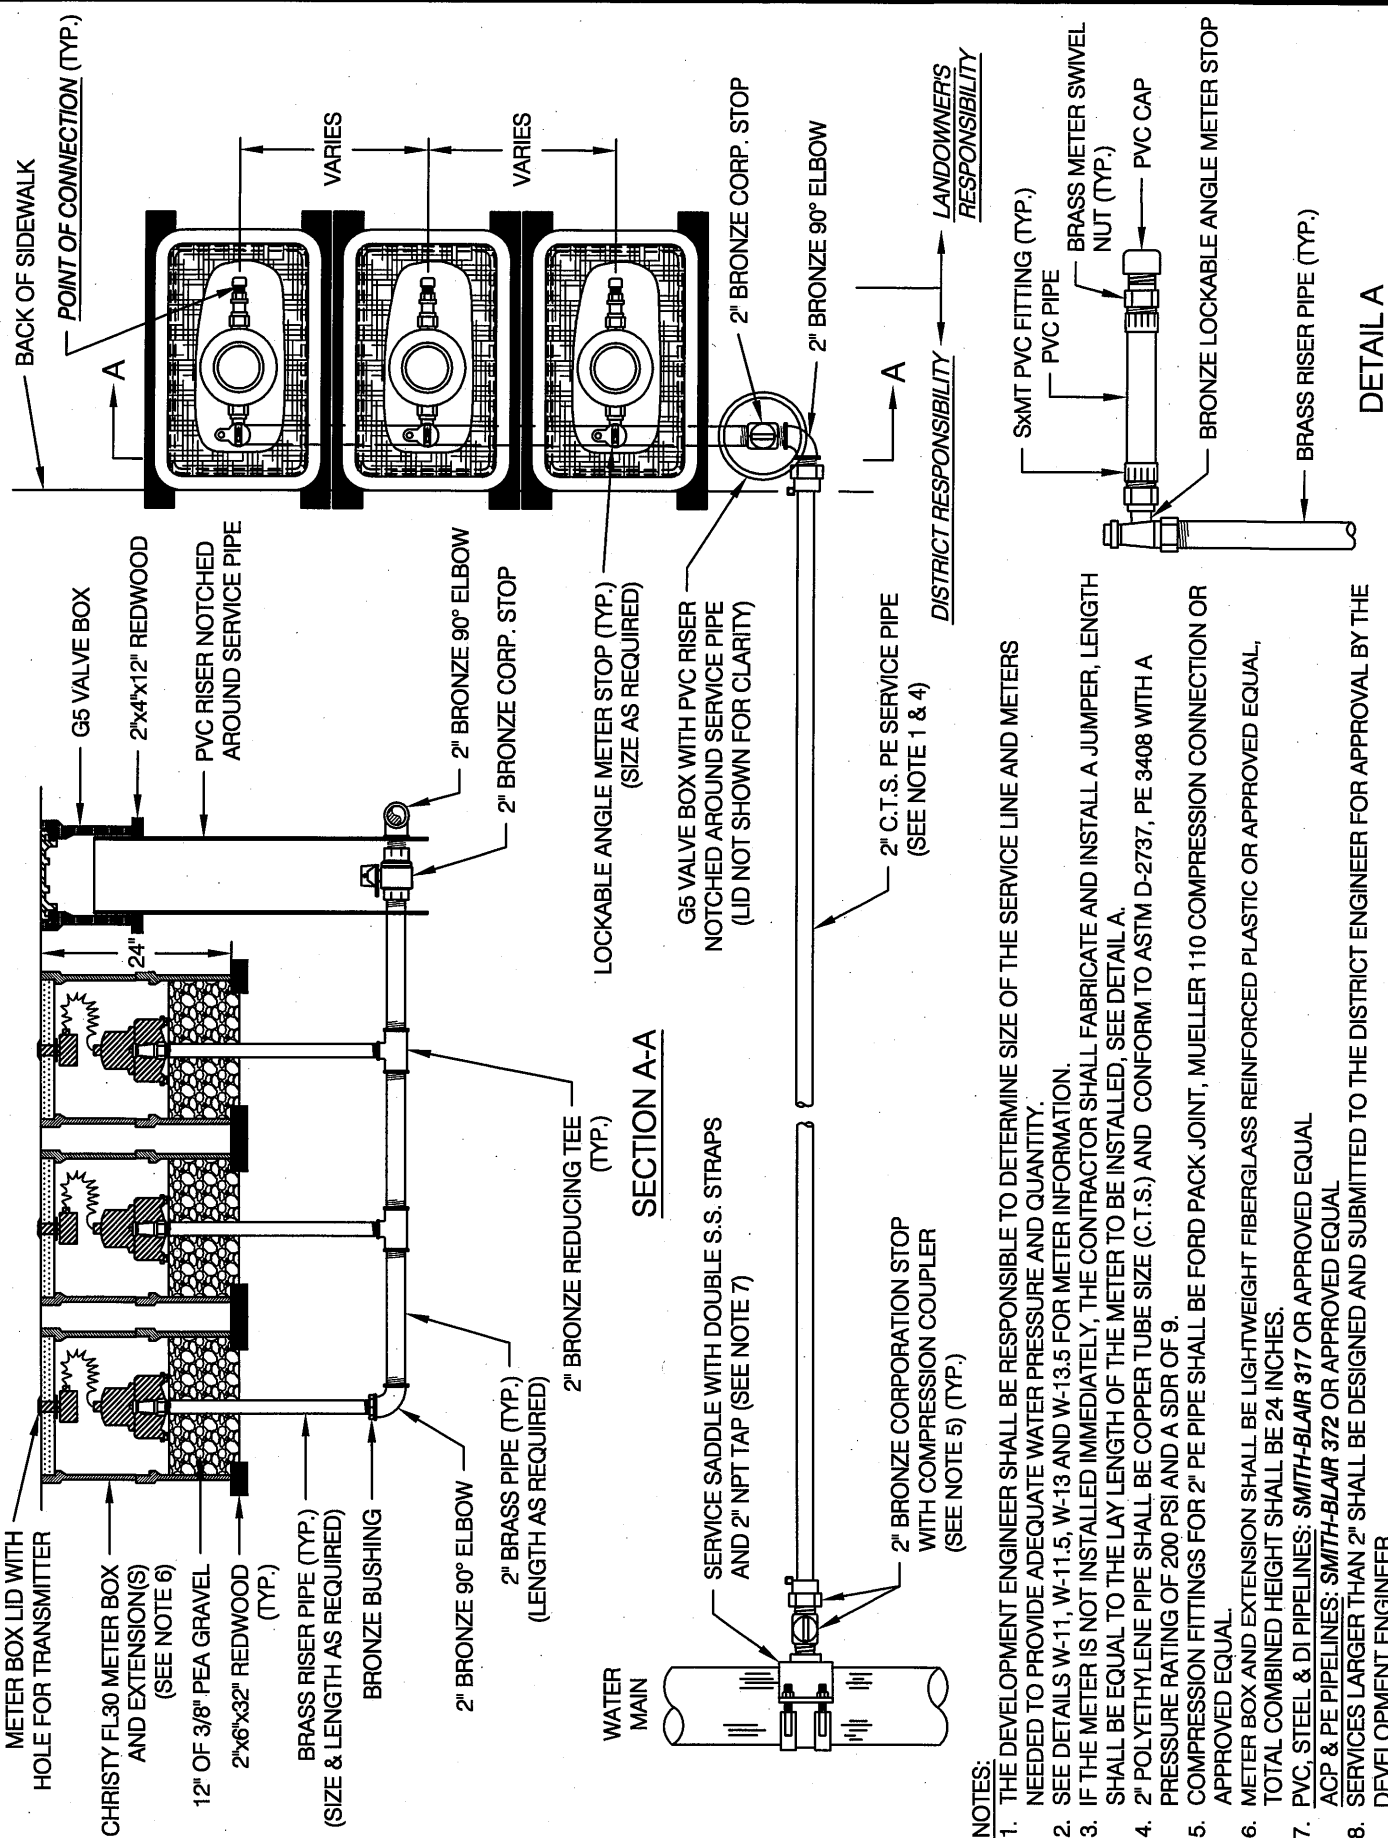 METER BOX LID WITH
HOLE FOR TRANSMITTER
CHRISTY FL30 METER BOX
AND EXTENSION(S)
(SEE NOTE 6)
12" OF 3/8" PEA GRAVEL
2"x6"x32" REDWOOD
(TYP.)
BRASS RISER PIPE (TYP.)
(SIZE & LENGTH AS REQUIRED)
BRONZE BUSHING
2" BRONZE 90° ELBOW
2" BRASS PIPE (TYP.)
(LENGTH AS REQUIRED)
2" BRONZE REDUCING TEE
(TYP.)
24"
G5 VALVE BOX
2"x4"x12" REDWOOD
PVC RISER NOTCHED
AROUND SERVICE PIPE
2" BRONZE 90° ELBOW
2" BRONZE CORP. STOP
SECTION A-A
BACK OF SIDEWALK
POINT OF CONNECTION (TYP.)
A
VARIES
VARIES
LOCKABLE ANGLE METER STOP (TYP.)
(SIZE AS REQUIRED)
G5 VALVE BOX WITH PVC RISER
NOTCHED AROUND SERVICE PIPE
(LID NOT SHOWN FOR CLARITY)
2" BRONZE CORP. STOP
2" BRONZE 90° ELBOW
A
2" C.T.S. PE SERVICE PIPE
(SEE NOTE 1 & 4)
DISTRICT RESPONSIBILITY
LANDOWNER'S
RESPONSIBILITY
WATER
MAIN
SERVICE SADDLE WITH DOUBLE S.S. STRAPS
AND 2" NPT TAP (SEE NOTE 7)
2" BRONZE CORPORATION STOP
WITH COMPRESSION COUPLER
(SEE NOTE 5) (TYP.)
SxMT PVC FITTING (TYP.)
PVC PIPE
BRASS METER SWIVEL
NUT (TYP.)
PVC CAP
BRONZE LOCKABLE ANGLE METER STOP
BRASS RISER PIPE (TYP.)
DETAIL A
NOTES:
1. THE DEVELOPMENT ENGINEER SHALL BE RESPONSIBLE TO DETERMINE SIZE OF THE SERVICE LINE AND METERS
NEEDED TO PROVIDE ADEQUATE WATER PRESSURE AND QUANTITY.
2. SEE DETAILS W-11, W-11.5, W-13 AND W-13.5 FOR METER INFORMATION.
3. IF THE METER IS NOT INSTALLED IMMEDIATELY, THE CONTRACTOR SHALL FABRICATE AND INSTALL A JUMPER, LENGTH
SHALL BE EQUAL TO THE LAY LENGTH OF THE METER TO BE INSTALLED, SEE DETAIL A.
4. 2" POLYETHYLENE PIPE SHALL BE COPPER TUBE SIZE (C.T.S.) AND CONFORM TO ASTM D-2737, PE 3408 WITH A
PRESSURE RATING OF 200 PSI AND A SDR OF 9.
5. COMPRESSION FITTINGS FOR 2" PE PIPE SHALL BE FORD PACK JOINT, MUELLER 110 COMPRESSION CONNECTION OR
APPROVED EQUAL.
6. METER BOX AND EXTENSION SHALL BE LIGHTWEIGHT FIBERGLASS REINFORCED PLASTIC OR APPROVED EQUAL,
TOTAL COMBINED HEIGHT SHALL BE 24 INCHES.
7. PVC, STEEL & DI PIPELINES: SMITH-BLAIR 317 OR APPROVED EQUAL
ACP & PE PIPELINES: SMITH-BLAIR 372 OR APPROVED EQUAL
8. SERVICES LARGER THAN 2" SHALL BE DESIGNED AND SUBMITTED TO THE DISTRICT ENGINEER FOR APPROVAL BY THE
DEVELOPMENT ENGINEER